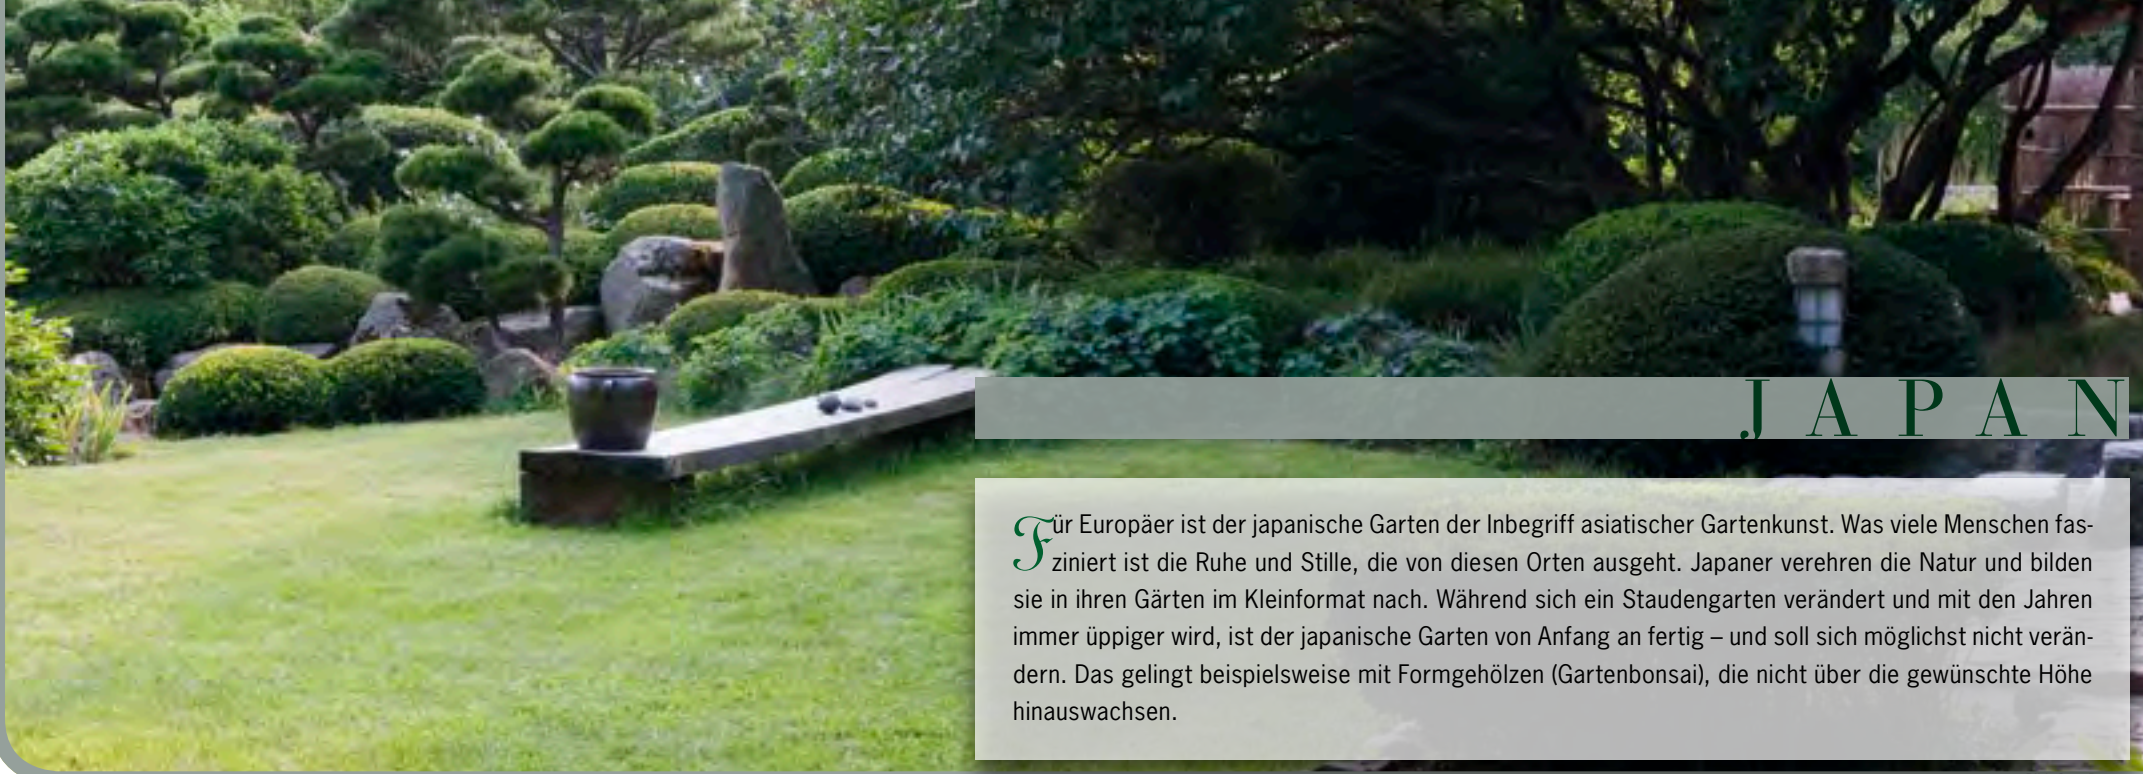 JAPAN
Für Europäer ist der japanische Garten der Inbegriff asiatischer Gartenkunst. Was viele Menschen fas-
ziniert ist die Ruhe und Stille, die von diesen Orten ausgeht. Japaner verehren die Natur und bilden
sie in ihren Gärten im Kleinformat nach. Während sich ein Staudengarten verändert und mit den Jahren
immer üppiger wird, ist der japanische Garten von Anfang an fertig – und soll sich möglichst nicht verän-
dern. Das gelingt beispielsweise mit Formgehölzen (Gartenbonsai), die nicht über die gewünschte Höhe
hinauswachsen.